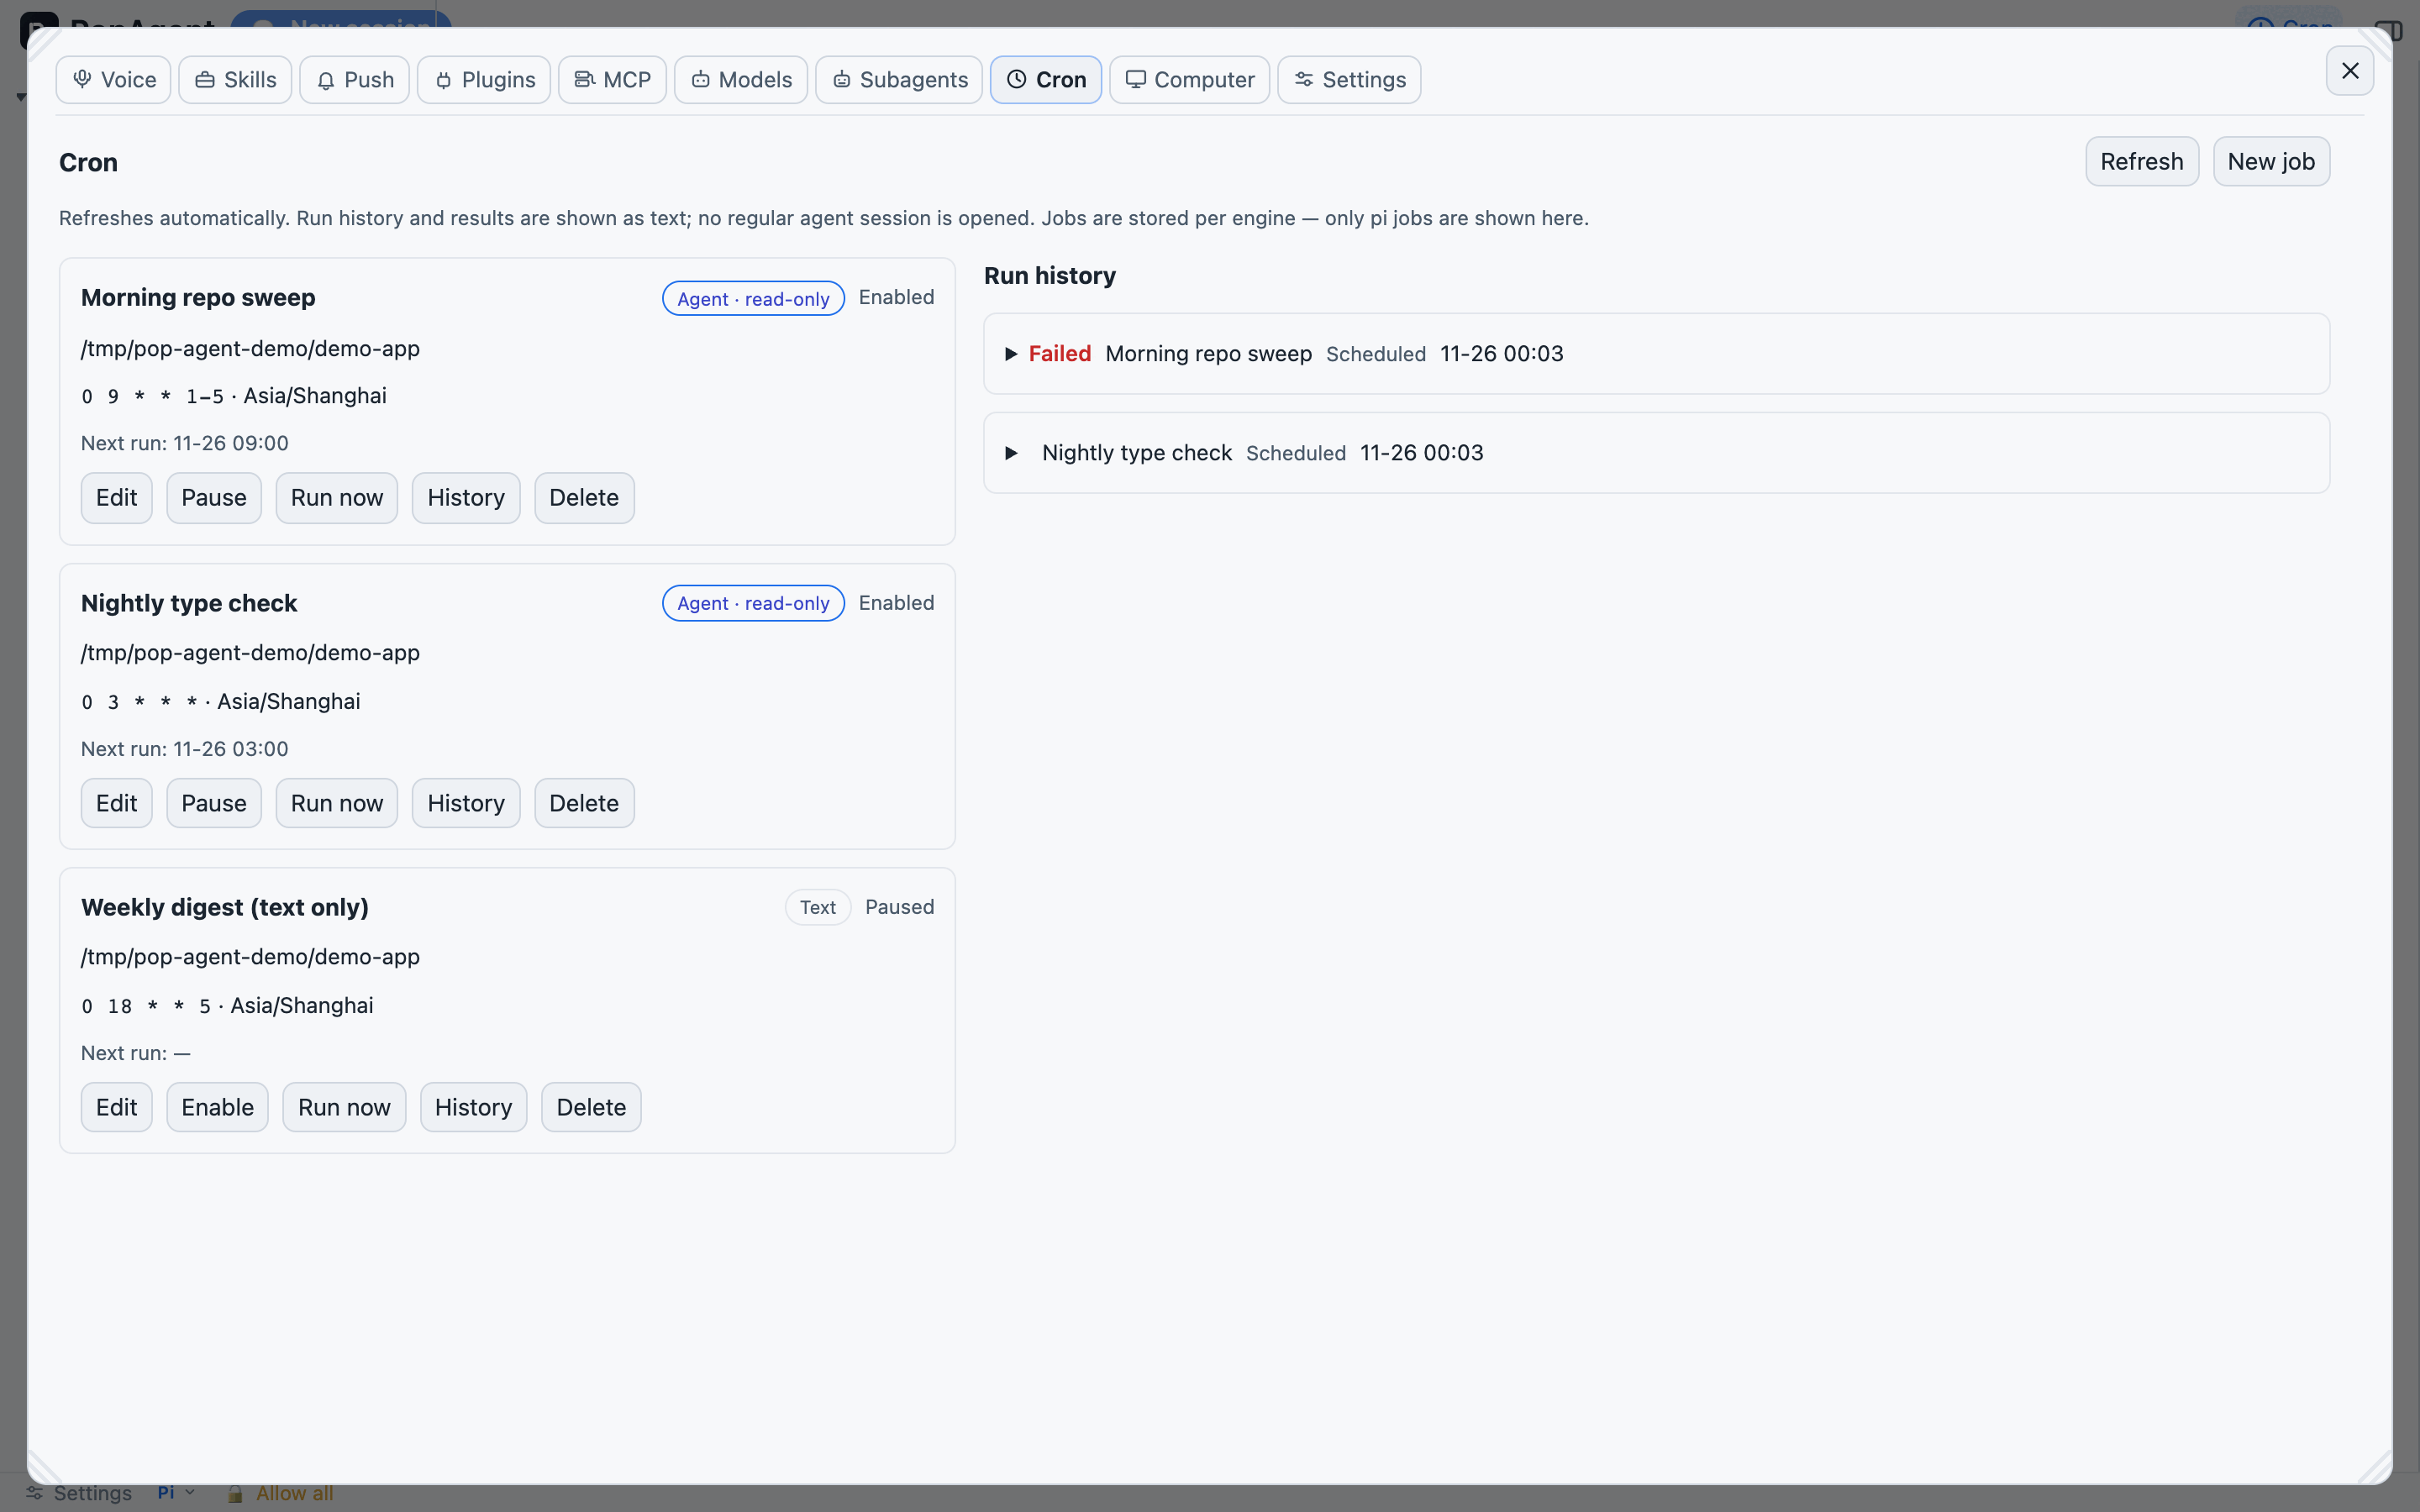 Voice Skills Push Plugins MCP Models Subagents Cron Computer Settings
Cron
Refresh New job
Refreshes automatically. Run history and results are shown as text; no regular agent session is opened. Jobs are stored per engine — only pi jobs are shown here.
Morning repo sweep Agent · read-only Enabled
/tmp/pop-agent-demo/demo-app
0 9 * * 1-5 · Asia/Shanghai
Next run: 11-26 09:00
Edit Pause Run now History Delete
Nightly type check Agent · read-only Enabled
/tmp/pop-agent-demo/demo-app
0 3 * * * · Asia/Shanghai
Next run: 11-26 03:00
Edit Pause Run now History Delete
Weekly digest (text only) Text Paused
/tmp/pop-agent-demo/demo-app
0 18 * * 5 · Asia/Shanghai
Next run: —
Edit Enable Run now History Delete
Run history
Failed Morning repo sweep Scheduled 11-26 00:03
Nightly type check Scheduled 11-26 00:03
Settings Pi Allow all